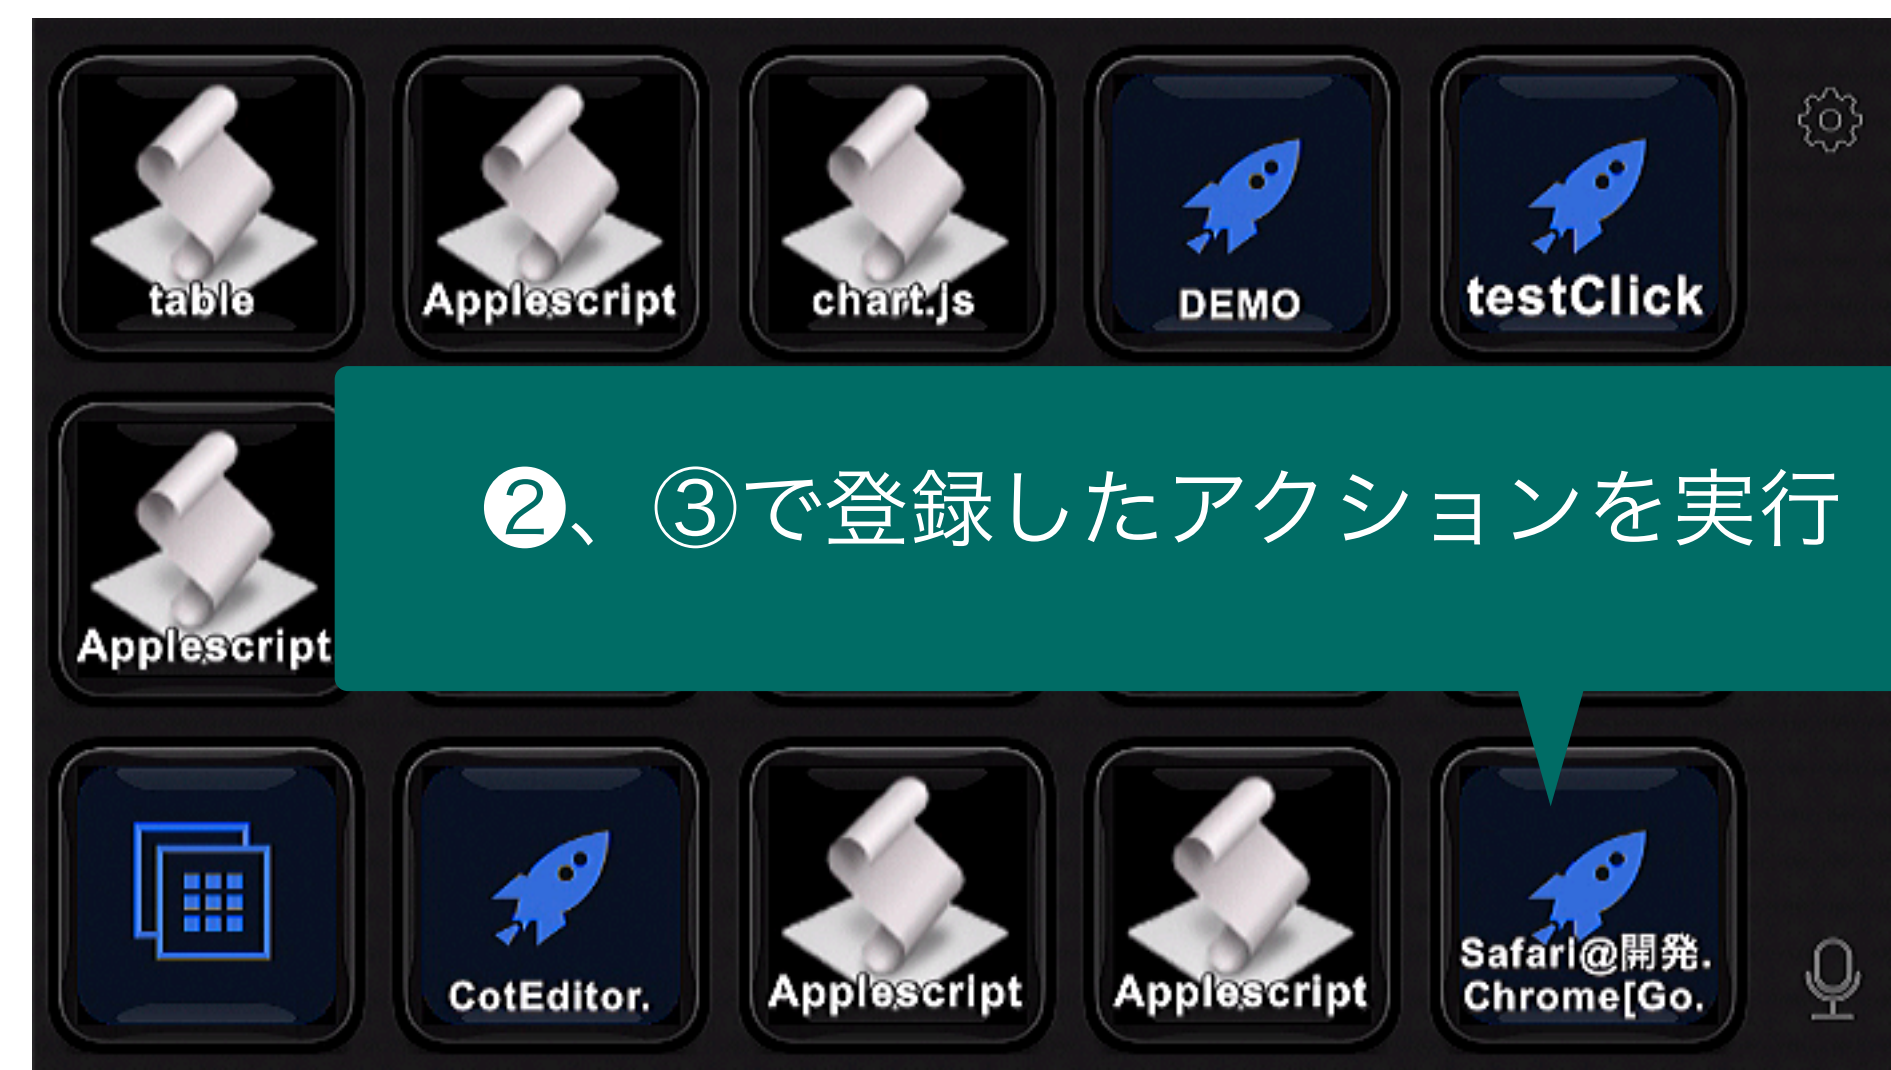 table
Applescript
chart.js
DEMO
testClick
Applescript
❷、③で登録したアクションを実行
CotEditor.
Applescript
Applescript
Safari@開発.
Chrome[Go.